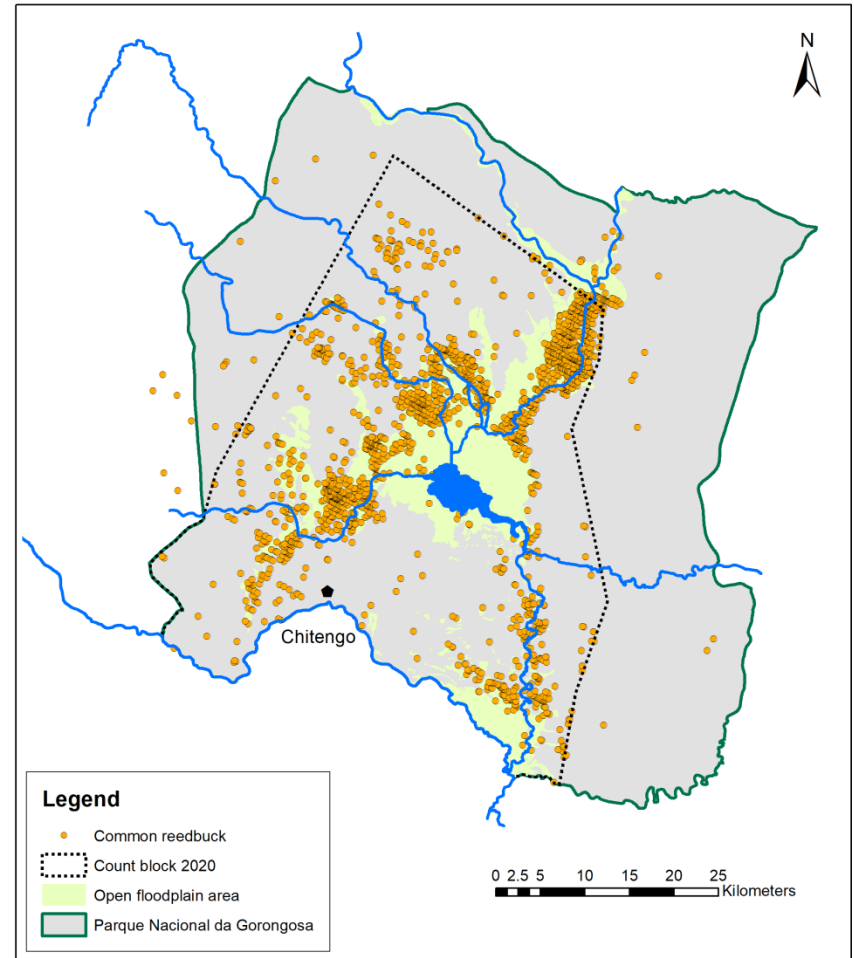 N
Chitengo
Legend
Common reedbuck
Count block 2020
Open floodplain area
Parque Nacional da Gorongosa
0 2.5 5 10 15 20 25
Kilometers